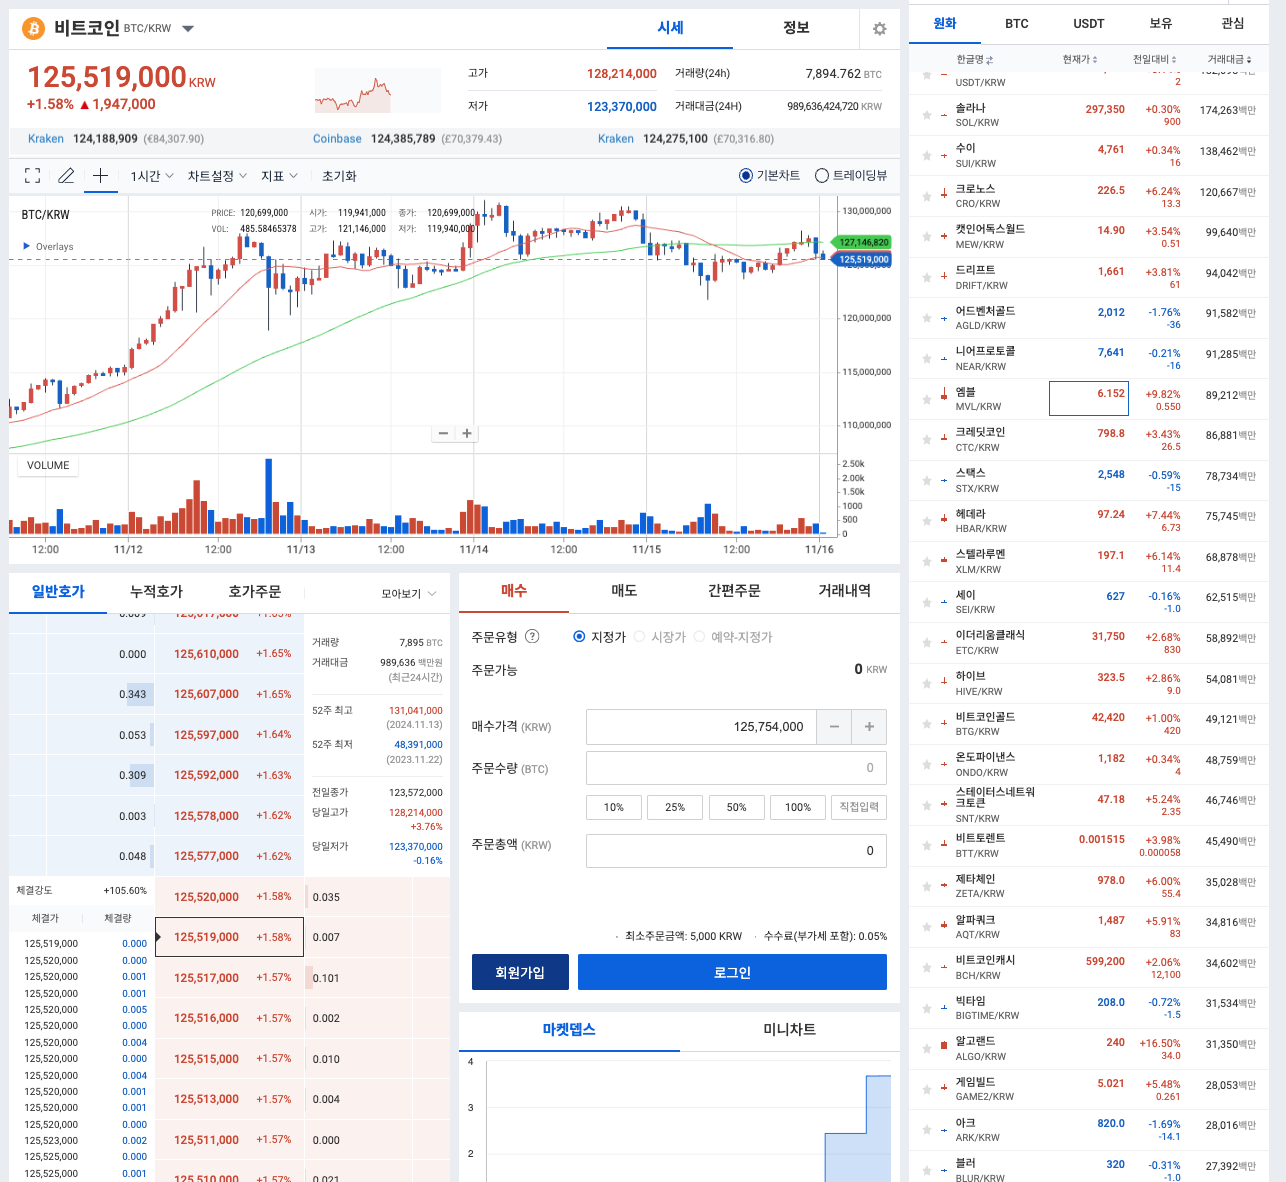 비트코인 BTC/KRW
시세
정보
125,519,000 KRW
+1.58% ▲ 1,947,000
고가 128,214,000
거래량(24h) 7,894.762 BTC
저가 123,370,000
거래대금(24H) 989,636,424,720 KRW
Kraken 124,188,909 (€84,307.90)
Coinbase 124,385,789 (£70,379.43)
Kraken 124,275,100 (£70,316.80)
1시간 차트설정 지표 초기화
기본차트 트레이딩뷰
BTC/KRW
PRICE: 120,699,000 시가: 119,941,000 종가: 120,699,000
VOL: 485.58465378 고가: 121,146,000 저가: 119,940,000
Overlays
130,000,000
127,146,820
125,519,000
120,000,000
115,000,000
110,000,000
VOLUME
2.50k
2.00k
1.50k
1000
500
0
12:00 11/12 12:00 11/13 12:00 11/14 12:00 11/15 12:00 11/16
일반호가 누적호가 호가주문 모아보기
0.000 125,610,000 +1.65%
0.343 125,607,000 +1.65%
0.053 125,597,000 +1.64%
0.309 125,592,000 +1.63%
0.003 125,578,000 +1.62%
0.048 125,577,000 +1.62%
거래량 7,895 BTC
거래대금 989,636 백만원
(최근24시간)
52주 최고 131,041,000
(2024.11.13)
52주 최저 48,391,000
(2023.11.22)
전일종가 123,572,000
당일고가 128,214,000
+3.76%
당일저가 123,370,000
-0.16%
체결강도 +105.60%
체결가 체결량
125,519,000 0.000
125,520,000 0.000
125,520,000 0.001
125,520,000 0.001
125,520,000 0.005
125,520,000 0.000
125,520,000 0.004
125,520,000 0.000
125,520,000 0.004
125,520,000 0.001
125,520,000 0.001
125,520,000 0.000
125,523,000 0.002
125,525,000 0.000
125,525,000 0.001
125,520,000 +1.58% 0.035
125,519,000 +1.58% 0.007
125,517,000 +1.57% 0.101
125,516,000 +1.57% 0.002
125,515,000 +1.57% 0.010
125,513,000 +1.57% 0.004
125,511,000 +1.57% 0.000
125,510,000 +1.57% 0.021
매수 매도 간편주문 거래내역
주문유형 ? 지정가 시장가 예약-지정가
주문가능 0 KRW
매수가격 (KRW) 125,754,000 − +
주문수량 (BTC) 0
10% 25% 50% 100% 직접입력
주문총액 (KRW) 0
· 최소주문금액: 5,000 KRW · 수수료(부가세 포함): 0.05%
회원가입 로그인
마켓뎁스 미니차트
4
3
2
원화 BTC USDT 보유 관심
한글명 현재가 전일대비 거래대금
USDT/KRW 2
솔라나 297,350 +0.30% 174,263백만
SOL/KRW 900
수이 4,761 +0.34% 138,462백만
SUI/KRW 16
크로노스 226.5 +6.24% 120,667백만
CRO/KRW 13.3
캣인어독스월드 14.90 +3.54% 99,640백만
MEW/KRW 0.51
드리프트 1,661 +3.81% 94,042백만
DRIFT/KRW 61
어드벤처골드 2,012 -1.76% 91,582백만
AGLD/KRW -36
니어프로토콜 7,641 -0.21% 91,285백만
NEAR/KRW -16
엠블 6.152 +9.82% 89,212백만
MVL/KRW 0.550
크레딧코인 798.8 +3.43% 86,881백만
CTC/KRW 26.5
스택스 2,548 -0.59% 78,734백만
STX/KRW -15
헤데라 97.24 +7.44% 75,745백만
HBAR/KRW 6.73
스텔라루멘 197.1 +6.14% 68,878백만
XLM/KRW 11.4
세이 627 -0.16% 62,515백만
SEI/KRW -1.0
이더리움클래식 31,750 +2.68% 58,892백만
ETC/KRW 830
하이브 323.5 +2.86% 54,081백만
HIVE/KRW 9.0
비트코인골드 42,420 +1.00% 49,121백만
BTG/KRW 420
온도파이낸스 1,182 +0.34% 48,759백만
ONDO/KRW 4
스테이터스네트워크토큰 47.18 +5.24% 46,746백만
SNT/KRW 2.35
비트토렌트 0.001515 +3.98% 45,490백만
BTT/KRW 0.000058
제타체인 978.0 +6.00% 35,028백만
ZETA/KRW 55.4
알파쿼크 1,487 +5.91% 34,816백만
AQT/KRW 83
비트코인캐시 599,200 +2.06% 34,602백만
BCH/KRW 12,100
빅타임 208.0 -0.72% 31,534백만
BIGTIME/KRW -1.5
알고랜드 240 +16.50% 31,350백만
ALGO/KRW 34.0
게임빌드 5.021 +5.48% 28,053백만
GAME2/KRW 0.261
아크 820.0 -1.69% 28,016백만
ARK/KRW -14.1
블러 320 -0.31% 27,392백만
BLUR/KRW -1.0